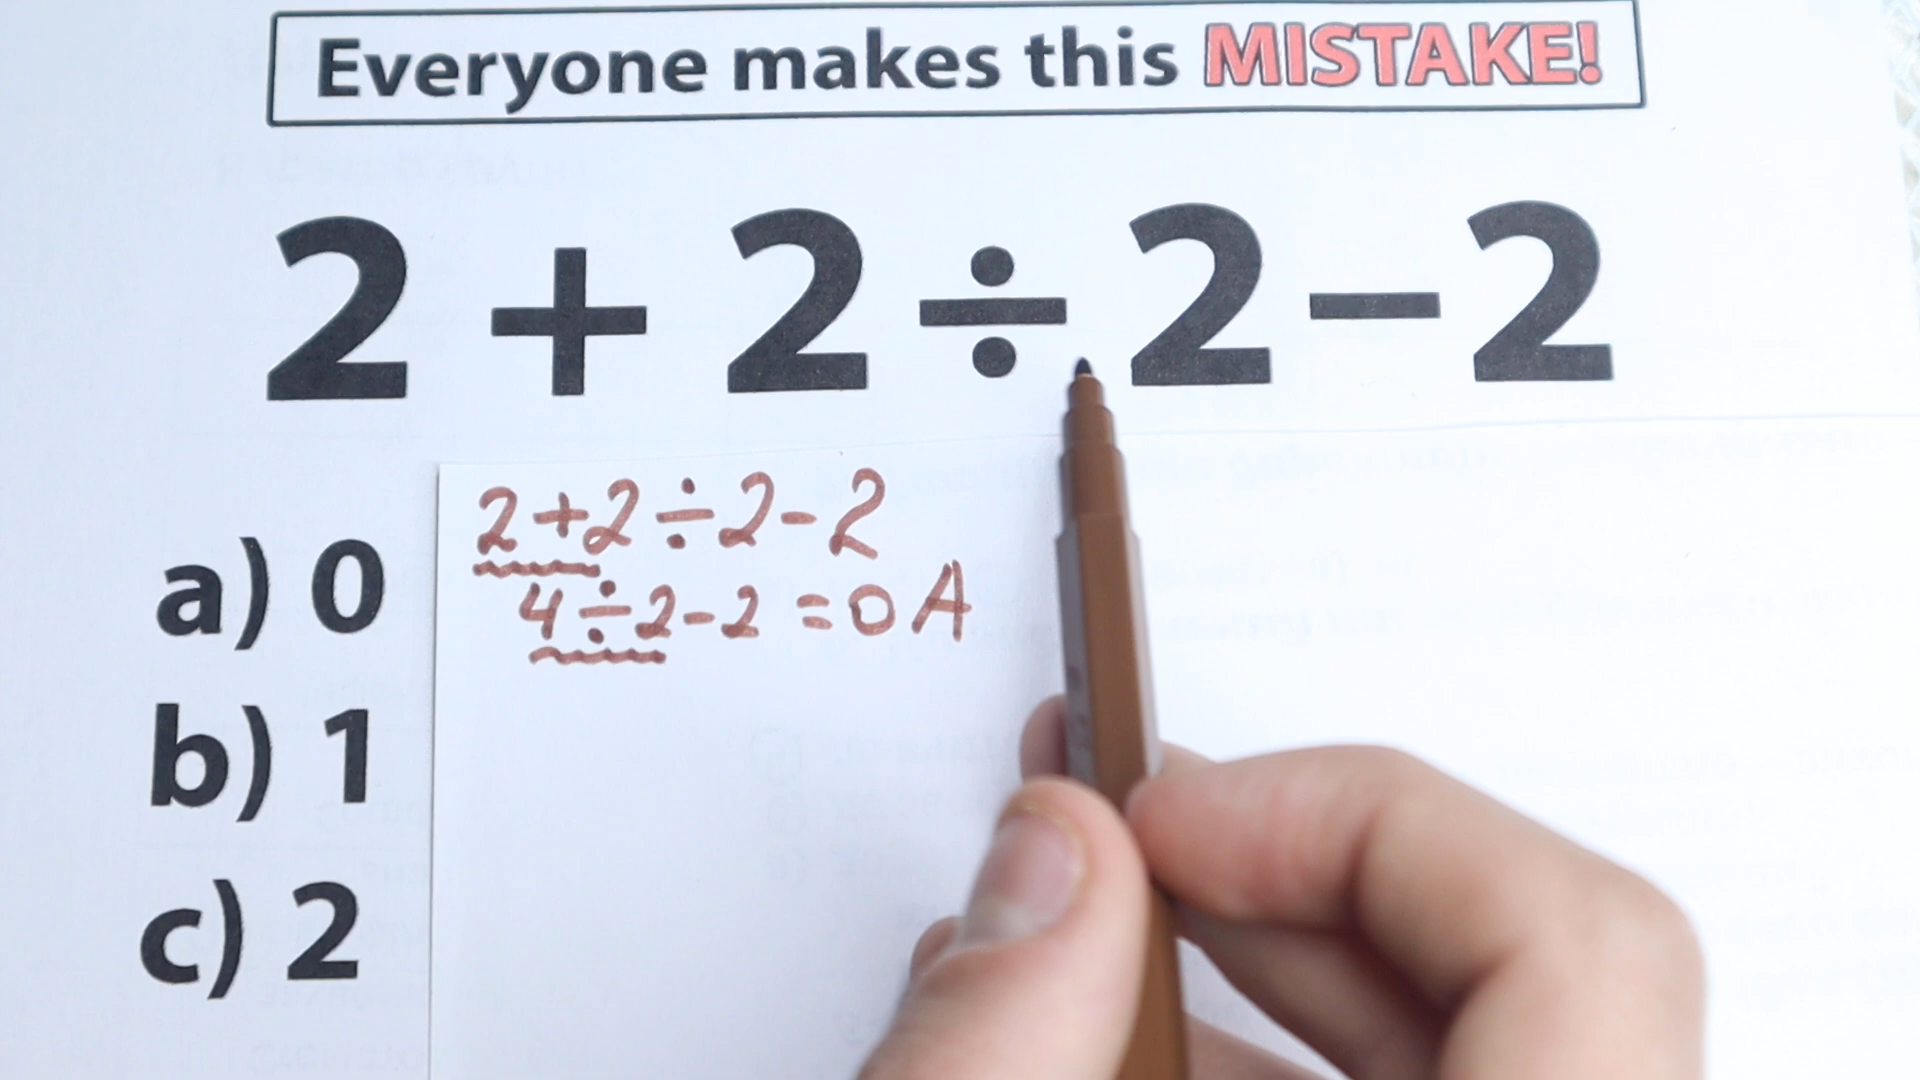 Everyone makes this MISTAKE!
2 + 2 ÷ 2 − 2
2+2÷2-2
a) 0
4÷2-2 = 0 A
b) 1
c) 2